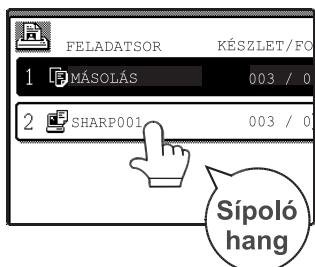 FELADATSOR KÉSZLET/FO
1 MÁSOLÁS 003 / 0
2 SHARP001 003 / 0
Sípoló
hang